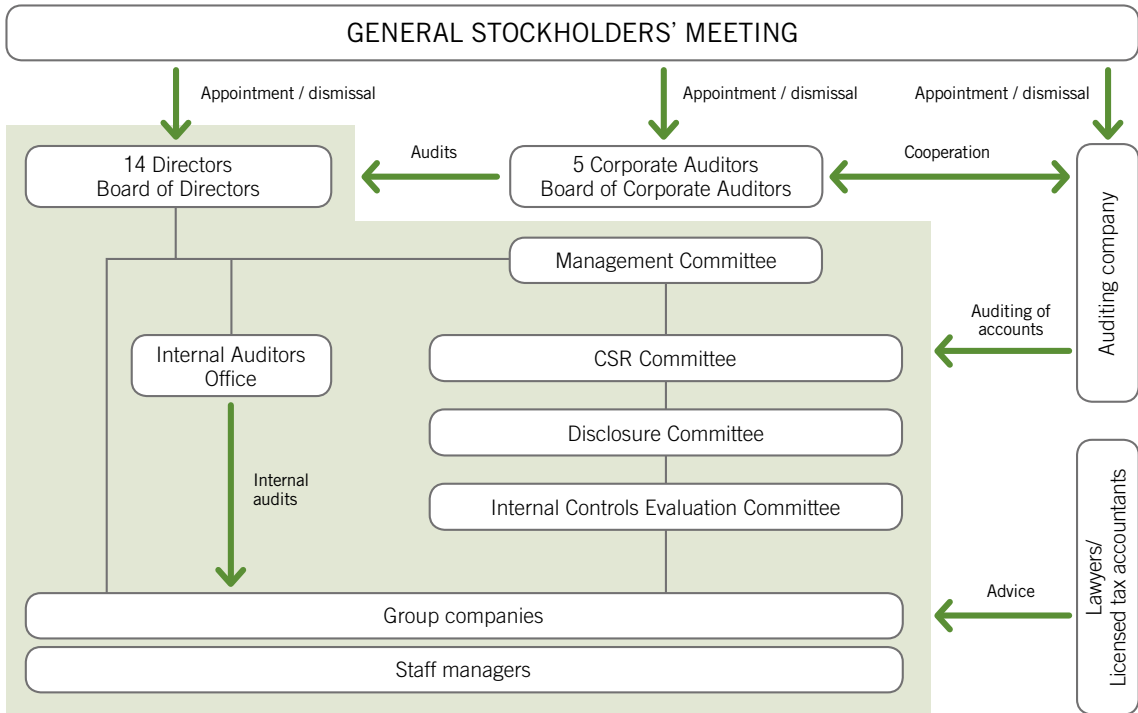 GENERAL STOCKHOLDERS’ MEETING
Appointment / dismissal
Appointment / dismissal
Appointment / dismissal
14 Directors
Board of Directors
Audits
5 Corporate Auditors
Board of Corporate Auditors
Cooperation
Auditing company
Management Committee
Internal Auditors
Office
CSR Committee
Auditing of
accounts
Disclosure Committee
Internal
audits
Internal Controls Evaluation Committee
Group companies
Advice
Lawyers/
Licensed tax accountants
Staff managers